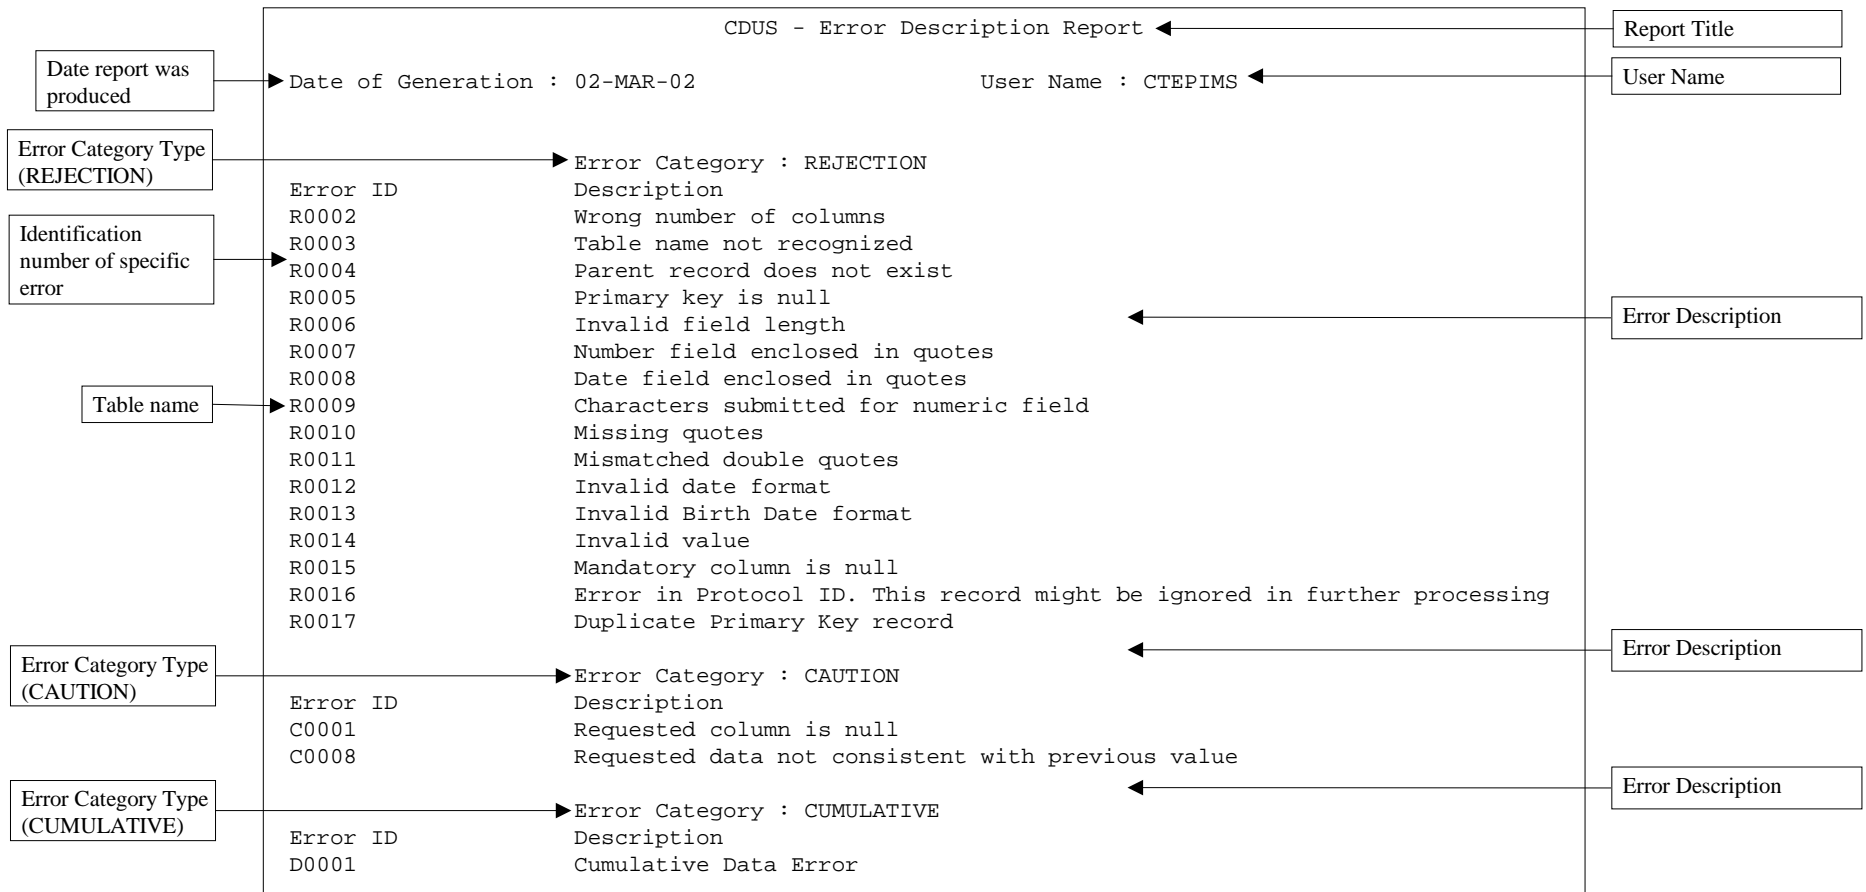 CDUS - Error Description Report
Report Title
Date report was
produced
Date of Generation : 02-MAR-02 User Name : CTEPIMS
User Name
Error Category Type
(REJECTION)
Error Category : REJECTION
Error ID Description
R0002 Wrong number of columns
Identification
number of specific
error
R0003 Table name not recognized
R0004 Parent record does not exist
R0005 Primary key is null
R0006 Invalid field length
Error Description
R0007 Number field enclosed in quotes
R0008 Date field enclosed in quotes
Table name
R0009 Characters submitted for numeric field
R0010 Missing quotes
R0011 Mismatched double quotes
R0012 Invalid date format
R0013 Invalid Birth Date format
R0014 Invalid value
R0015 Mandatory column is null
R0016 Error in Protocol ID. This record might be ignored in further processing
R0017 Duplicate Primary Key record
Error Description
Error Category Type
(CAUTION)
Error Category : CAUTION
Error ID Description
C0001 Requested column is null
C0008 Requested data not consistent with previous value
Error Description
Error Category Type
(CUMULATIVE)
Error Category : CUMULATIVE
Error ID Description
D0001 Cumulative Data Error